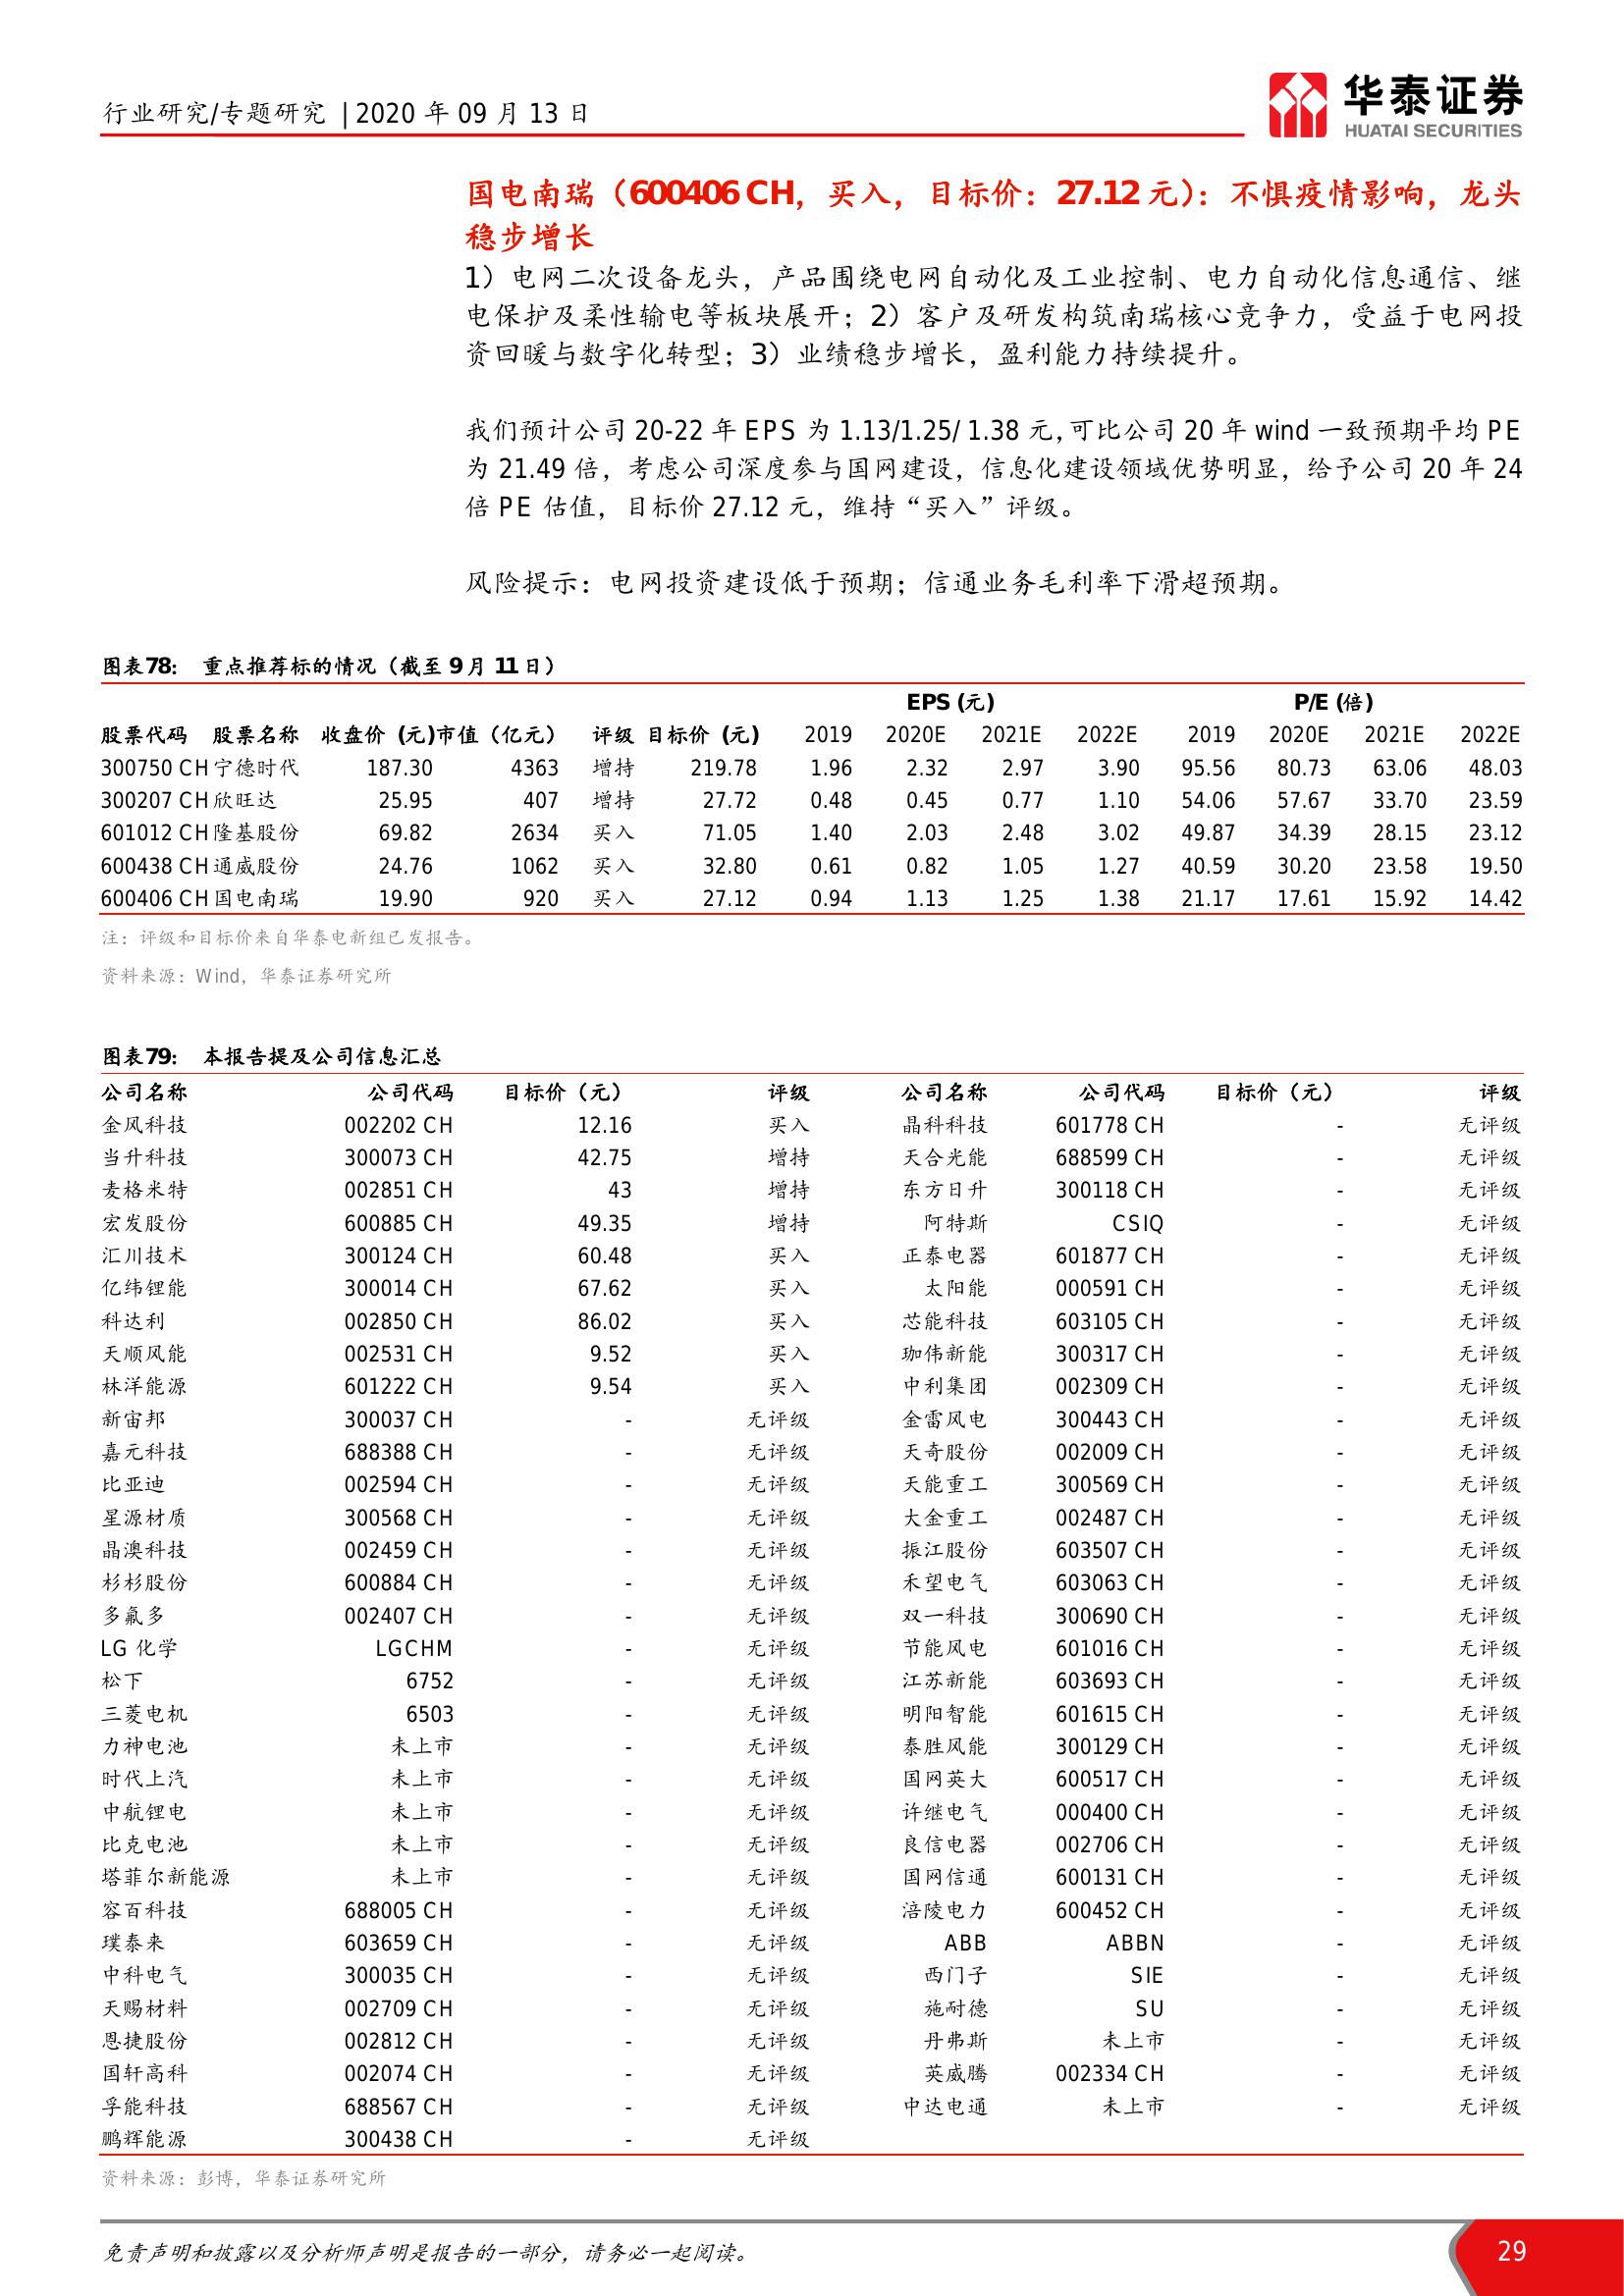 行业研究/专题研究 | 2020 年 09 月 13 日
华泰证券
HUATAI SECURITIES
国电南瑞（600406 CH，买入，目标价：27.12 元）：不惧疫情影响，龙头
稳步增长
1）电网二次设备龙头，产品围绕电网自动化及工业控制、电力自动化信息通信、继
电保护及柔性输电等板块展开；2）客户及研发构筑南瑞核心竞争力，受益于电网投
资回暖与数字化转型；3）业绩稳步增长，盈利能力持续提升。
我们预计公司 20-22 年 EPS 为 1.13/1.25/ 1.38 元，可比公司 20 年 wind 一致预期平均 PE
为 21.49 倍，考虑公司深度参与国网建设，信息化建设领域优势明显，给予公司 20 年 24
倍 PE 估值，目标价 27.12 元，维持“买入”评级。
风险提示：电网投资建设低于预期；信通业务毛利率下滑超预期。
图表78： 重点推荐标的情况（截至 9 月 11 日）
EPS (元) P/E (倍)
股票代码 股票名称 收盘价 (元) 市值（亿元） 评级 目标价 (元) 2019 2020E 2021E 2022E 2019 2020E 2021E 2022E
300750 CH 宁德时代 187.30 4363 增持 219.78 1.96 2.32 2.97 3.90 95.56 80.73 63.06 48.03
300207 CH 欣旺达 25.95 407 增持 27.72 0.48 0.45 0.77 1.10 54.06 57.67 33.70 23.59
601012 CH 隆基股份 69.82 2634 买入 71.05 1.40 2.03 2.48 3.02 49.87 34.39 28.15 23.12
600438 CH 通威股份 24.76 1062 买入 32.80 0.61 0.82 1.05 1.27 40.59 30.20 23.58 19.50
600406 CH 国电南瑞 19.90 920 买入 27.12 0.94 1.13 1.25 1.38 21.17 17.61 15.92 14.42
注：评级和目标价来自华泰电新组已发报告。
资料来源：Wind，华泰证券研究所
图表79： 本报告提及公司信息汇总
公司名称 公司代码 目标价（元） 评级 公司名称 公司代码 目标价（元） 评级
金风科技 002202 CH 12.16 买入 晶科科技 601778 CH - 无评级
当升科技 300073 CH 42.75 增持 天合光能 688599 CH - 无评级
麦格米特 002851 CH 43 增持 东方日升 300118 CH - 无评级
宏发股份 600885 CH 49.35 增持 阿特斯 CSIQ - 无评级
汇川技术 300124 CH 60.48 买入 正泰电器 601877 CH - 无评级
亿纬锂能 300014 CH 67.62 买入 太阳能 000591 CH - 无评级
科达利 002850 CH 86.02 买入 芯能科技 603105 CH - 无评级
天顺风能 002531 CH 9.52 买入 珈伟新能 300317 CH - 无评级
林洋能源 601222 CH 9.54 买入 中利集团 002309 CH - 无评级
新宙邦 300037 CH - 无评级 金雷风电 300443 CH - 无评级
嘉元科技 688388 CH - 无评级 天奇股份 002009 CH - 无评级
比亚迪 002594 CH - 无评级 天能重工 300569 CH - 无评级
星源材质 300568 CH - 无评级 大金重工 002487 CH - 无评级
晶澳科技 002459 CH - 无评级 振江股份 603507 CH - 无评级
杉杉股份 600884 CH - 无评级 禾望电气 603063 CH - 无评级
多氟多 002407 CH - 无评级 双一科技 300690 CH - 无评级
LG 化学 LGCHM - 无评级 节能风电 601016 CH - 无评级
松下 6752 - 无评级 江苏新能 603693 CH - 无评级
三菱电机 6503 - 无评级 明阳智能 601615 CH - 无评级
力神电池 未上市 - 无评级 泰胜风能 300129 CH - 无评级
时代上汽 未上市 - 无评级 国网英大 600517 CH - 无评级
中航锂电 未上市 - 无评级 许继电气 000400 CH - 无评级
比克电池 未上市 - 无评级 良信电器 002706 CH - 无评级
塔菲尔新能源 未上市 - 无评级 国网信通 600131 CH - 无评级
容百科技 688005 CH - 无评级 涪陵电力 600452 CH - 无评级
璞泰来 603659 CH - 无评级 ABB ABBN - 无评级
中科电气 300035 CH - 无评级 西门子 SIE - 无评级
天赐材料 002709 CH - 无评级 施耐德 SU - 无评级
恩捷股份 002812 CH - 无评级 丹弗斯 未上市 - 无评级
国轩高科 002074 CH - 无评级 英威腾 002334 CH - 无评级
孚能科技 688567 CH - 无评级 中达电通 未上市 - 无评级
鹏辉能源 300438 CH - 无评级
资料来源：彭博，华泰证券研究所
免责声明和披露以及分析师声明是报告的一部分，请务必一起阅读。 29